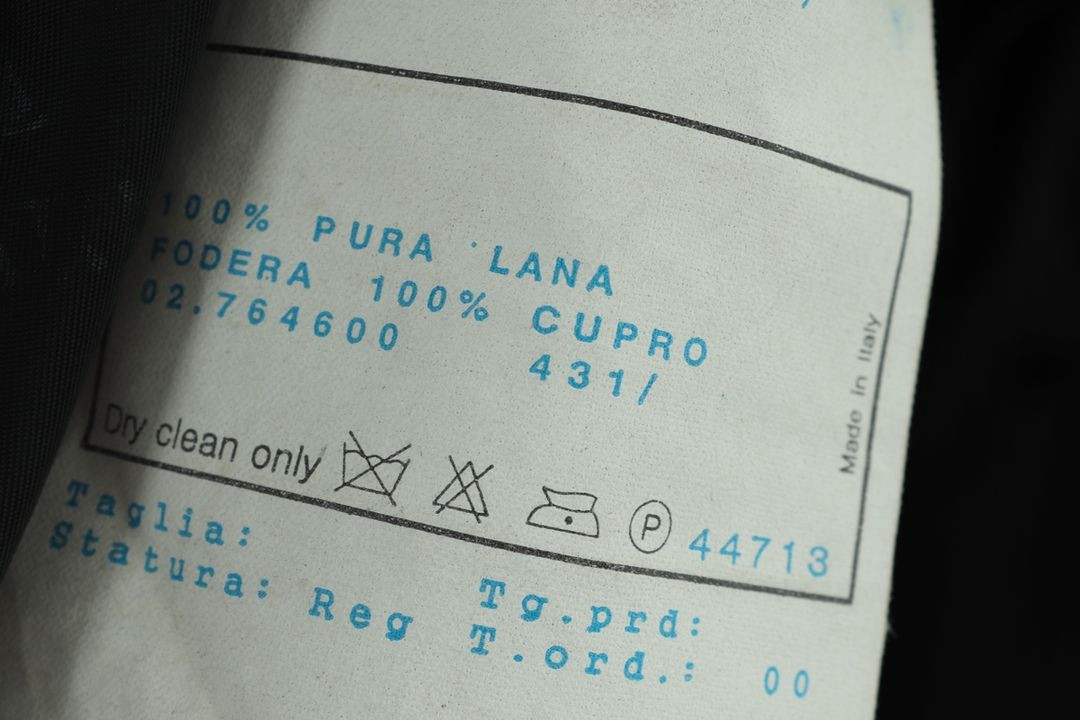 100% PURA LANA
FODERA 100% CUPRO
02.764600 431/
Made in Italy
Dry clean only P 44713
Taglia: Tg.prd:
Statura: Reg T.ord.: 00